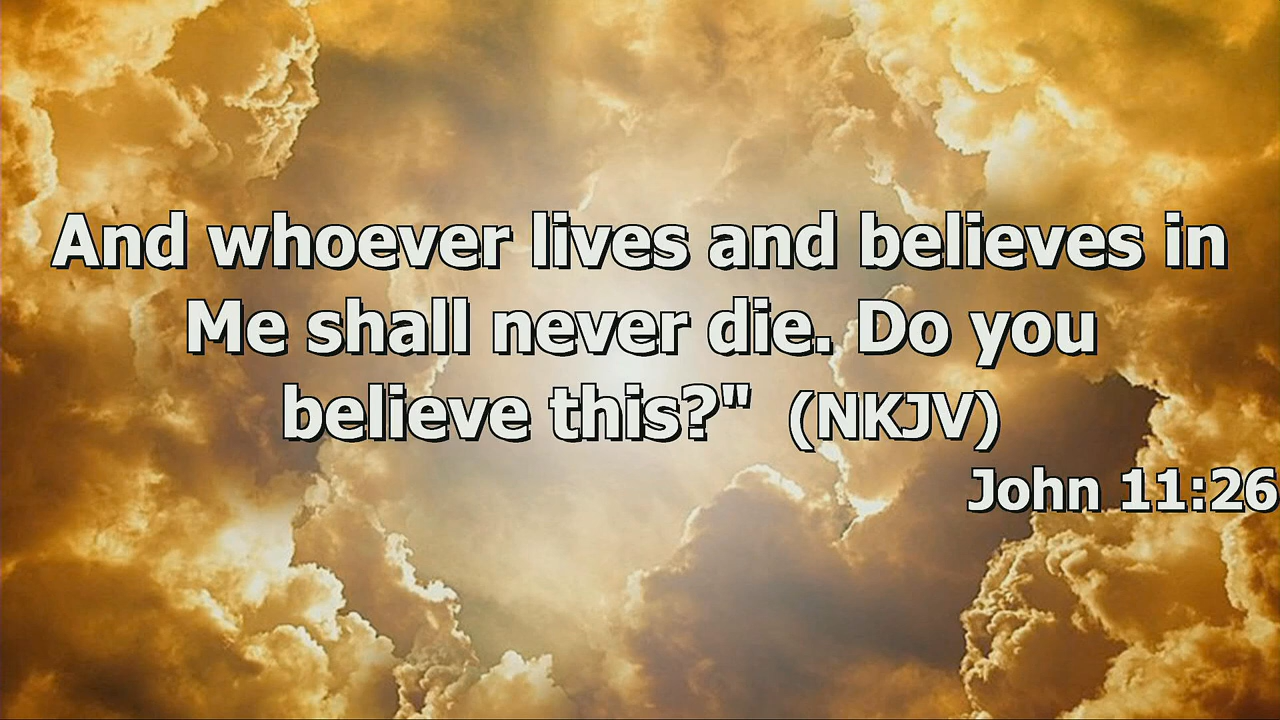 And whoever lives and believes in
Me shall never die. Do you
believe this?" (NKJV)
John 11:26